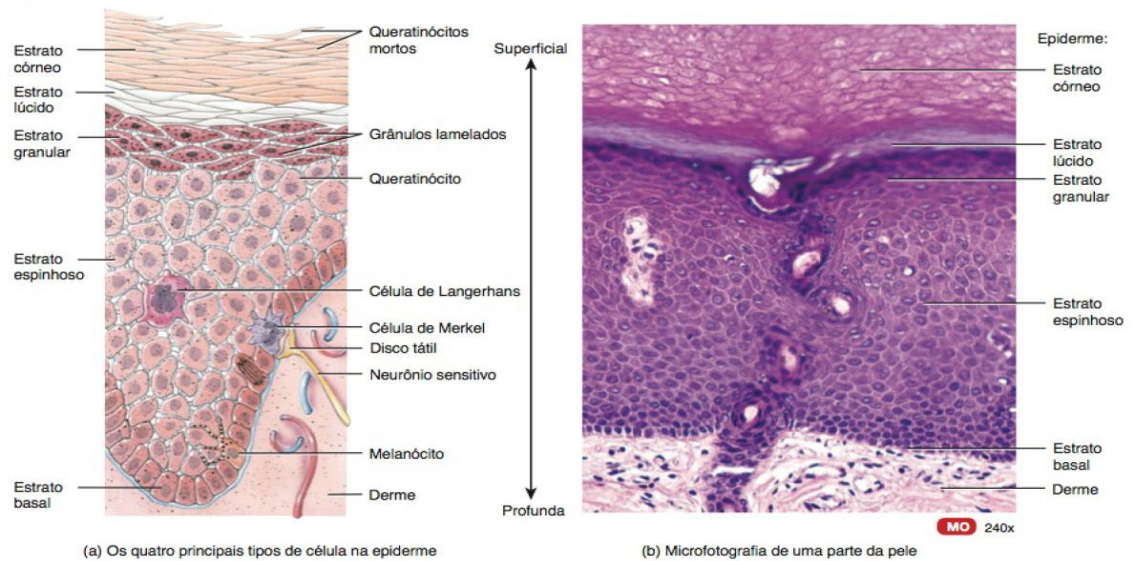 Estrato
córneo
Estrato
lúcido
Estrato
granular
Estrato
espinhoso
Estrato
basal
Queratinócitos
mortos
Grânulos lamelados
Queratinócito
Célula de Langerhans
Célula de Merkel
Disco tátil
Neurônio sensitivo
Melanócito
Derme
(a) Os quatro principais tipos de célula na epiderme
Superficial
Profunda
Epiderme:
Estrato
córneo
Estrato
lúcido
Estrato
granular
Estrato
espinhoso
Estrato
basal
Derme
MO 240x
(b) Microfotografia de uma parte da pele